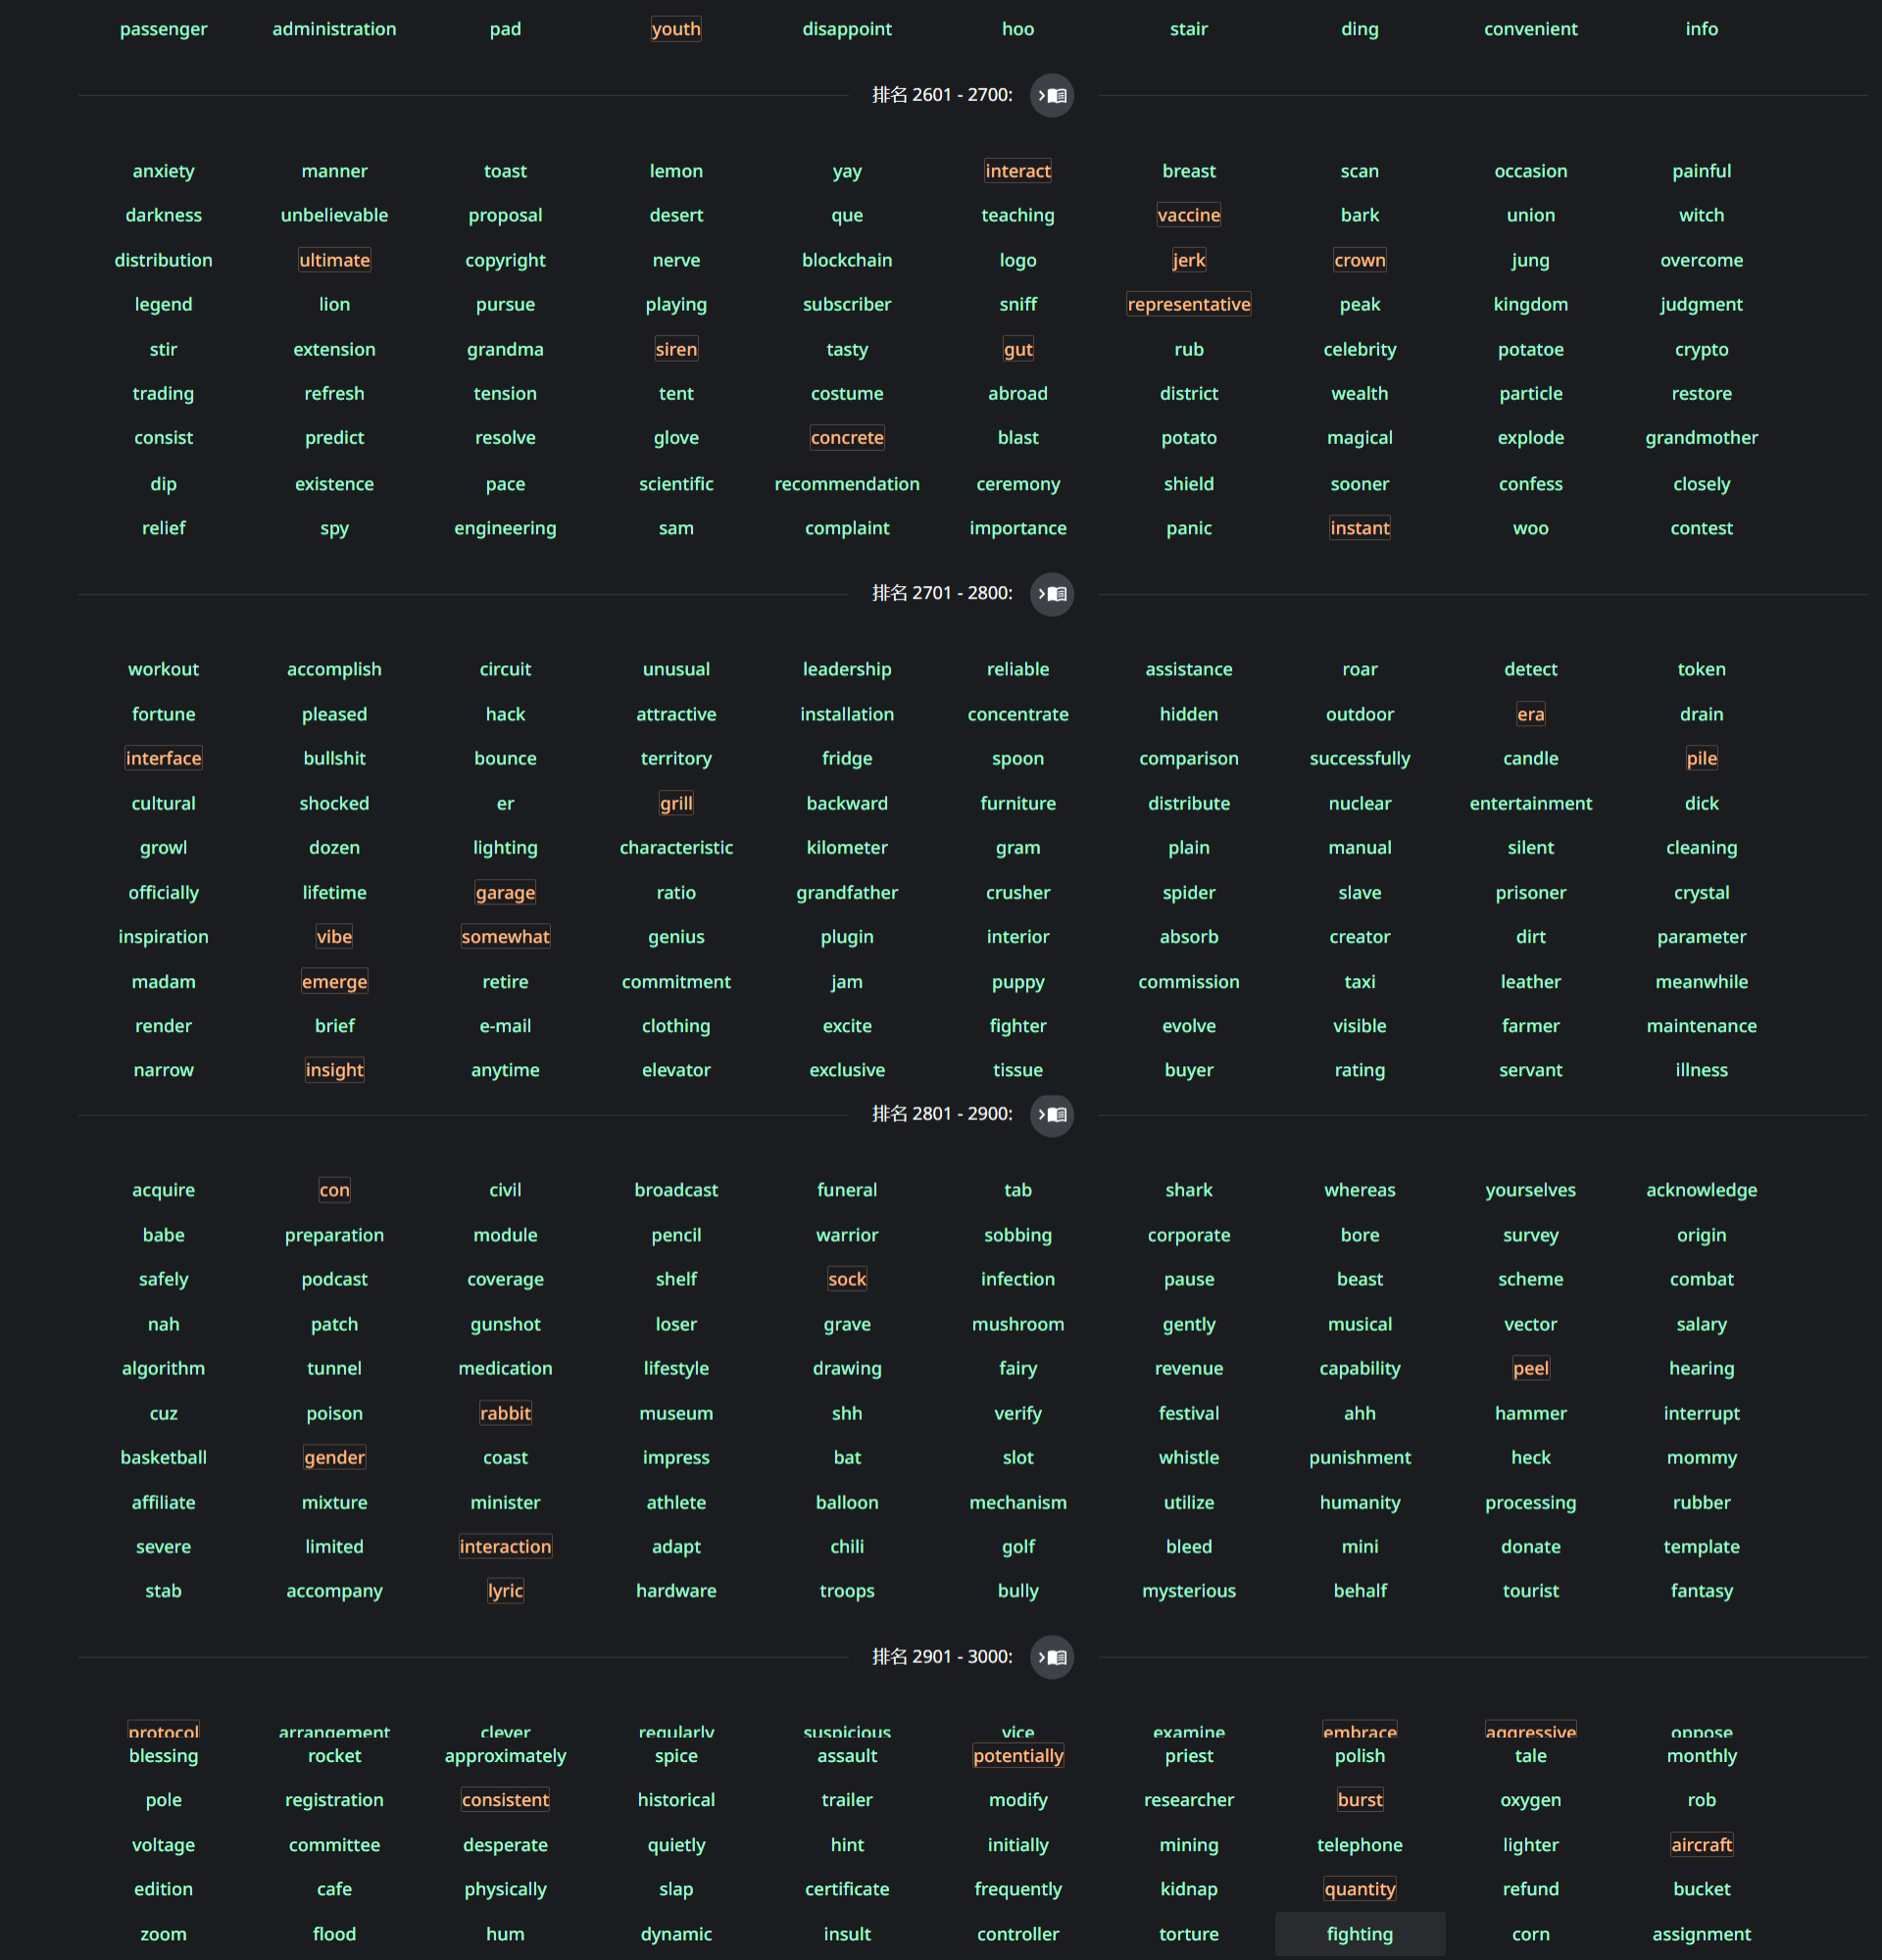 passenger administration pad youth disappoint hoo stair ding convenient info
排名 2601 - 2700:
anxiety manner toast lemon yay interact breast scan occasion painful
darkness unbelievable proposal desert que teaching vaccine bark union witch
distribution ultimate copyright nerve blockchain logo jerk crown jung overcome
legend lion pursue playing subscriber sniff representative peak kingdom judgment
stir extension grandma siren tasty gut rub celebrity potatoe crypto
trading refresh tension tent costume abroad district wealth particle restore
consist predict resolve glove concrete blast potato magical explode grandmother
dip existence pace scientific recommendation ceremony shield sooner confess closely
relief spy engineering sam complaint importance panic instant woo contest
排名 2701 - 2800:
workout accomplish circuit unusual leadership reliable assistance roar detect token
fortune pleased hack attractive installation concentrate hidden outdoor era drain
interface bullshit bounce territory fridge spoon comparison successfully candle pile
cultural shocked er grill backward furniture distribute nuclear entertainment dick
growl dozen lighting characteristic kilometer gram plain manual silent cleaning
officially lifetime garage ratio grandfather crusher spider slave prisoner crystal
inspiration vibe somewhat genius plugin interior absorb creator dirt parameter
madam emerge retire commitment jam puppy commission taxi leather meanwhile
render brief e-mail clothing excite fighter evolve visible farmer maintenance
narrow insight anytime elevator exclusive tissue buyer rating servant illness
排名 2801 - 2900:
acquire con civil broadcast funeral tab shark whereas yourselves acknowledge
babe preparation module pencil warrior sobbing corporate bore survey origin
safely podcast coverage shelf sock infection pause beast scheme combat
nah patch gunshot loser grave mushroom gently musical vector salary
algorithm tunnel medication lifestyle drawing fairy revenue capability peel hearing
cuz poison rabbit museum shh verify festival ahh hammer interrupt
basketball gender coast impress bat slot whistle punishment heck mommy
affiliate mixture minister athlete balloon mechanism utilize humanity processing rubber
severe limited interaction adapt chili golf bleed mini donate template
stab accompany lyric hardware troops bully mysterious behalf tourist fantasy
排名 2901 - 3000:
protocol arrangement clever regularly suspicious vice examine embrace aggressive oppose
blessing rocket approximately spice assault potentially priest polish tale monthly
pole registration consistent historical trailer modify researcher burst oxygen rob
voltage committee desperate quietly hint initially mining telephone lighter aircraft
edition cafe physically slap certificate frequently kidnap quantity refund bucket
zoom flood hum dynamic insult controller torture fighting corn assignment